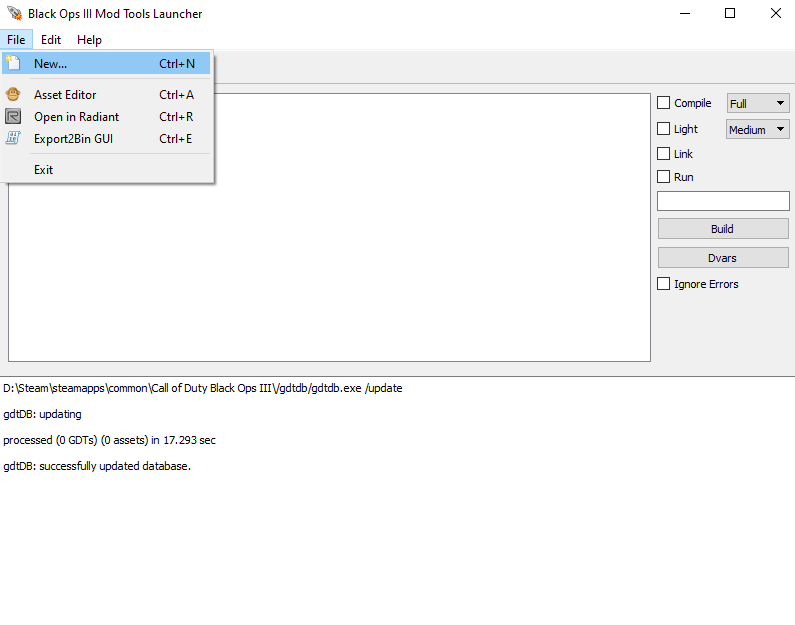 Black Ops III Mod Tools Launcher
File Edit Help
New... Ctrl+N
Asset Editor Ctrl+A
Open in Radiant Ctrl+R
Export2Bin GUI Ctrl+E
Exit
Compile Full
Light Medium
Link
Run
Build
Dvars
Ignore Errors
D:\Steam\steamapps\common\Call of Duty Black Ops III\/gdtdb/gdtdb.exe /update
gdtDB: updating
processed (0 GDTs) (0 assets) in 17.293 sec
gdtDB: successfully updated database.